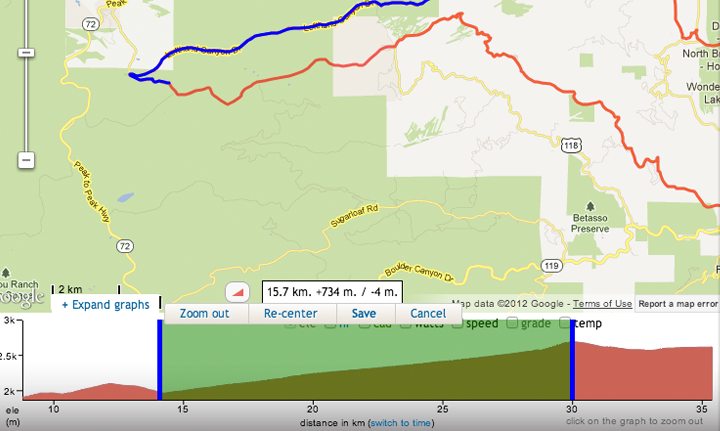 Peak
72
Lefthand Canyon Dr
Lefthand Canyon Dr
North B
- Ho
Wonde
Lak
118
Peak to Peak Hwy
Sugarloaf Rd
Betasso
Preserve
72
119
Boulder Canyon Dr
ou Ranch
2 km
15.7 km. +734 m. / -4 m.
Google
Map data ©2012 Google - Terms of Use
Report a map error
+ Expand graphs
Zoom out
Re-center
Save
Cancel
ele
hr
cad
watts
speed
grade
temp
3k
2.5k
2k
ele
(m)
10
15
20
25
30
35
distance in km (switch to time)
click on the graph to zoom out